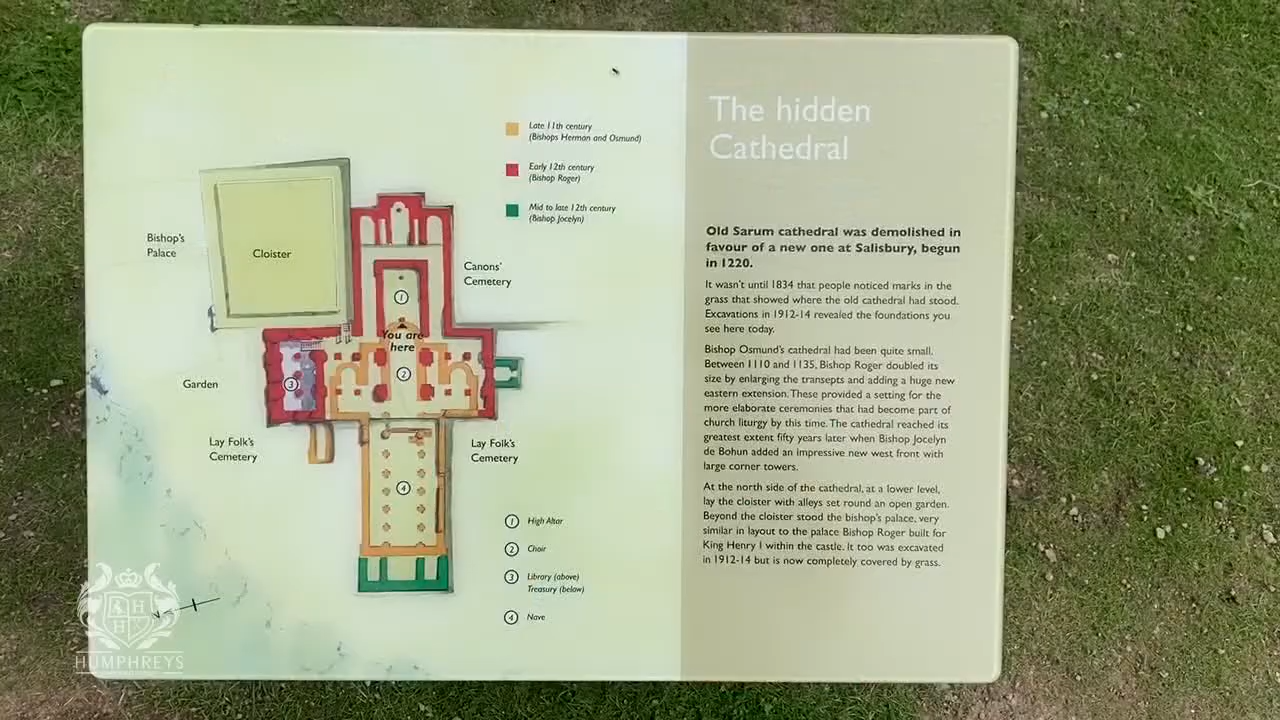 The hidden
Cathedral
Old Sarum cathedral was demolished in
favour of a new one at Salisbury, begun
in 1220.
It wasn't until 1834 that people noticed marks in the
grass that showed where the old cathedral had stood.
Excavations in 1912-14 revealed the foundations you
see here today.
Bishop Osmund's cathedral had been quite small.
Between 1110 and 1135, Bishop Roger doubled its
size by enlarging the transepts and adding a huge new
eastern extension. These provided a setting for the
more elaborate ceremonies that had become part of
church liturgy by this time. The cathedral reached its
greatest extent fifty years later when Bishop Jocelyn
de Bohun added an impressive new west front with
large corner towers.
At the north side of the cathedral, at a lower level,
lay the cloister with alleys set round an open garden.
Beyond the cloister stood the bishop's palace, very
similar in layout to the palace Bishop Roger built for
King Henry I within the castle. It too was excavated
in 1912-14 but is now completely covered by grass.
Late 11th century
(Bishops Herman and Osmund)
Early 12th century
(Bishop Roger)
Mid to late 12th century
(Bishop Jocelyn)
Bishop's
Palace
Cloister
Canons'
Cemetery
1
You are
here
2
3
Garden
Lay Folk's
Cemetery
Lay Folk's
Cemetery
4
1 High Altar
2 Choir
3 Library (above)
Treasury (below)
4 Nave
N
H
H
HUMPHREYS